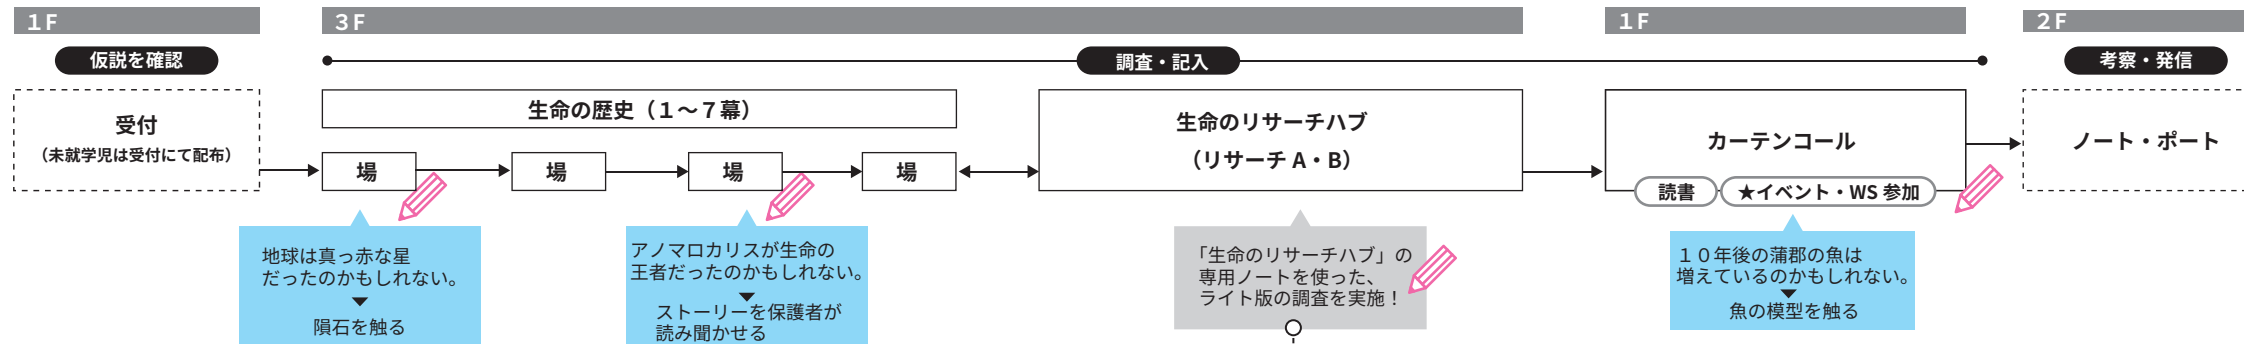 １F
３F
１F
２F
仮説を確認
調査・記入
考察・発信
受付
（未就学児は受付にて配布）
生命の歴史（１〜７幕）
場
場
場
場
生命のリサーチハブ
（リサーチ A・B）
カーテンコール
読書
★イベント・WS 参加
ノート・ポート
地球は真っ赤な星
だったのかもしれない。
▼
隕石を触る
アノマロカリスが生命の
王者だったのかもしれない。
▼
ストーリーを保護者が
読み聞かせる
「生命のリサーチハブ」の
専用ノートを使った、
ライト版の調査を実施！
１０年後の蒲郡の魚は
増えているのかもしれない。
▼
魚の模型を触る